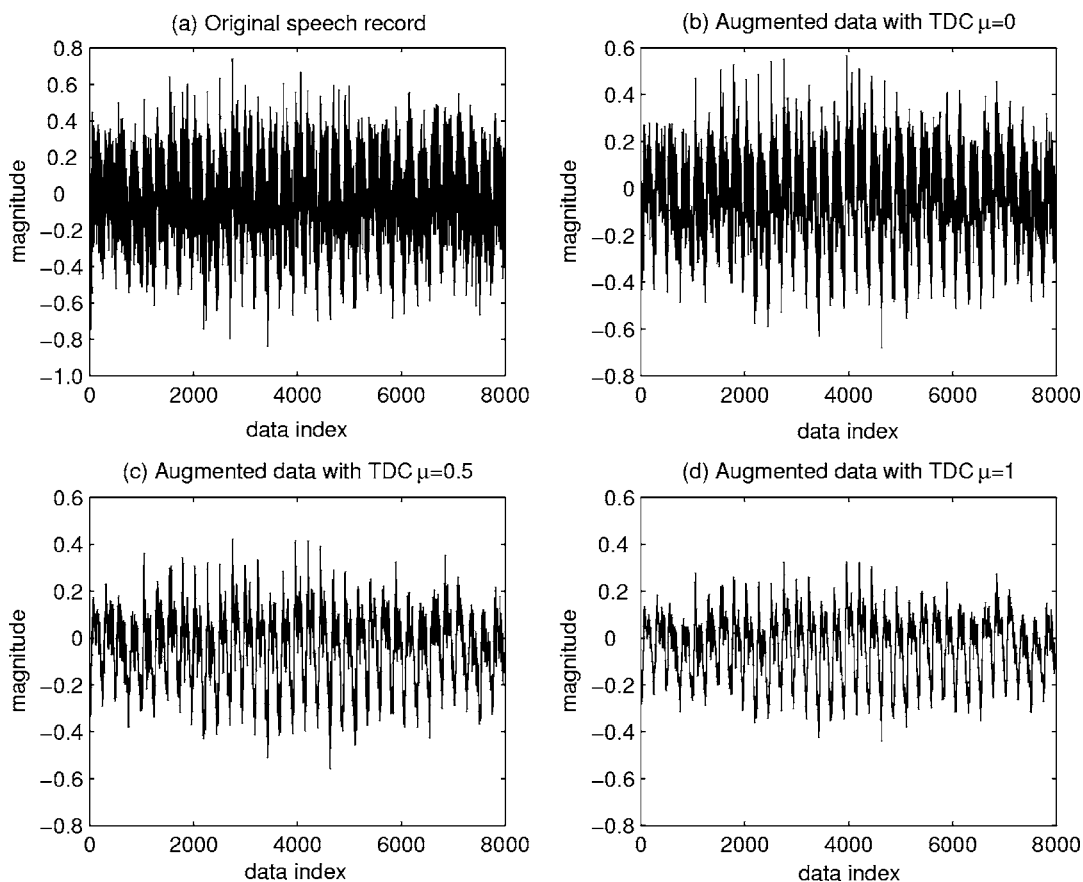 (a) Original speech record
0.8
0.6
0.4
0.2
0
−0.2
−0.4
−0.6
−0.8
−1.0
magnitude
0 2000 4000 6000 8000
data index
(b) Augmented data with TDC μ=0
0.6
0.4
0.2
0
−0.2
−0.4
−0.6
−0.8
magnitude
0 2000 4000 6000 8000
data index
(c) Augmented data with TDC μ=0.5
0.6
0.4
0.2
0
−0.2
−0.4
−0.6
−0.8
magnitude
0 2000 4000 6000 8000
data index
(d) Augmented data with TDC μ=1
0.6
0.4
0.2
0
−0.2
−0.4
−0.6
−0.8
magnitude
0 2000 4000 6000 8000
data index